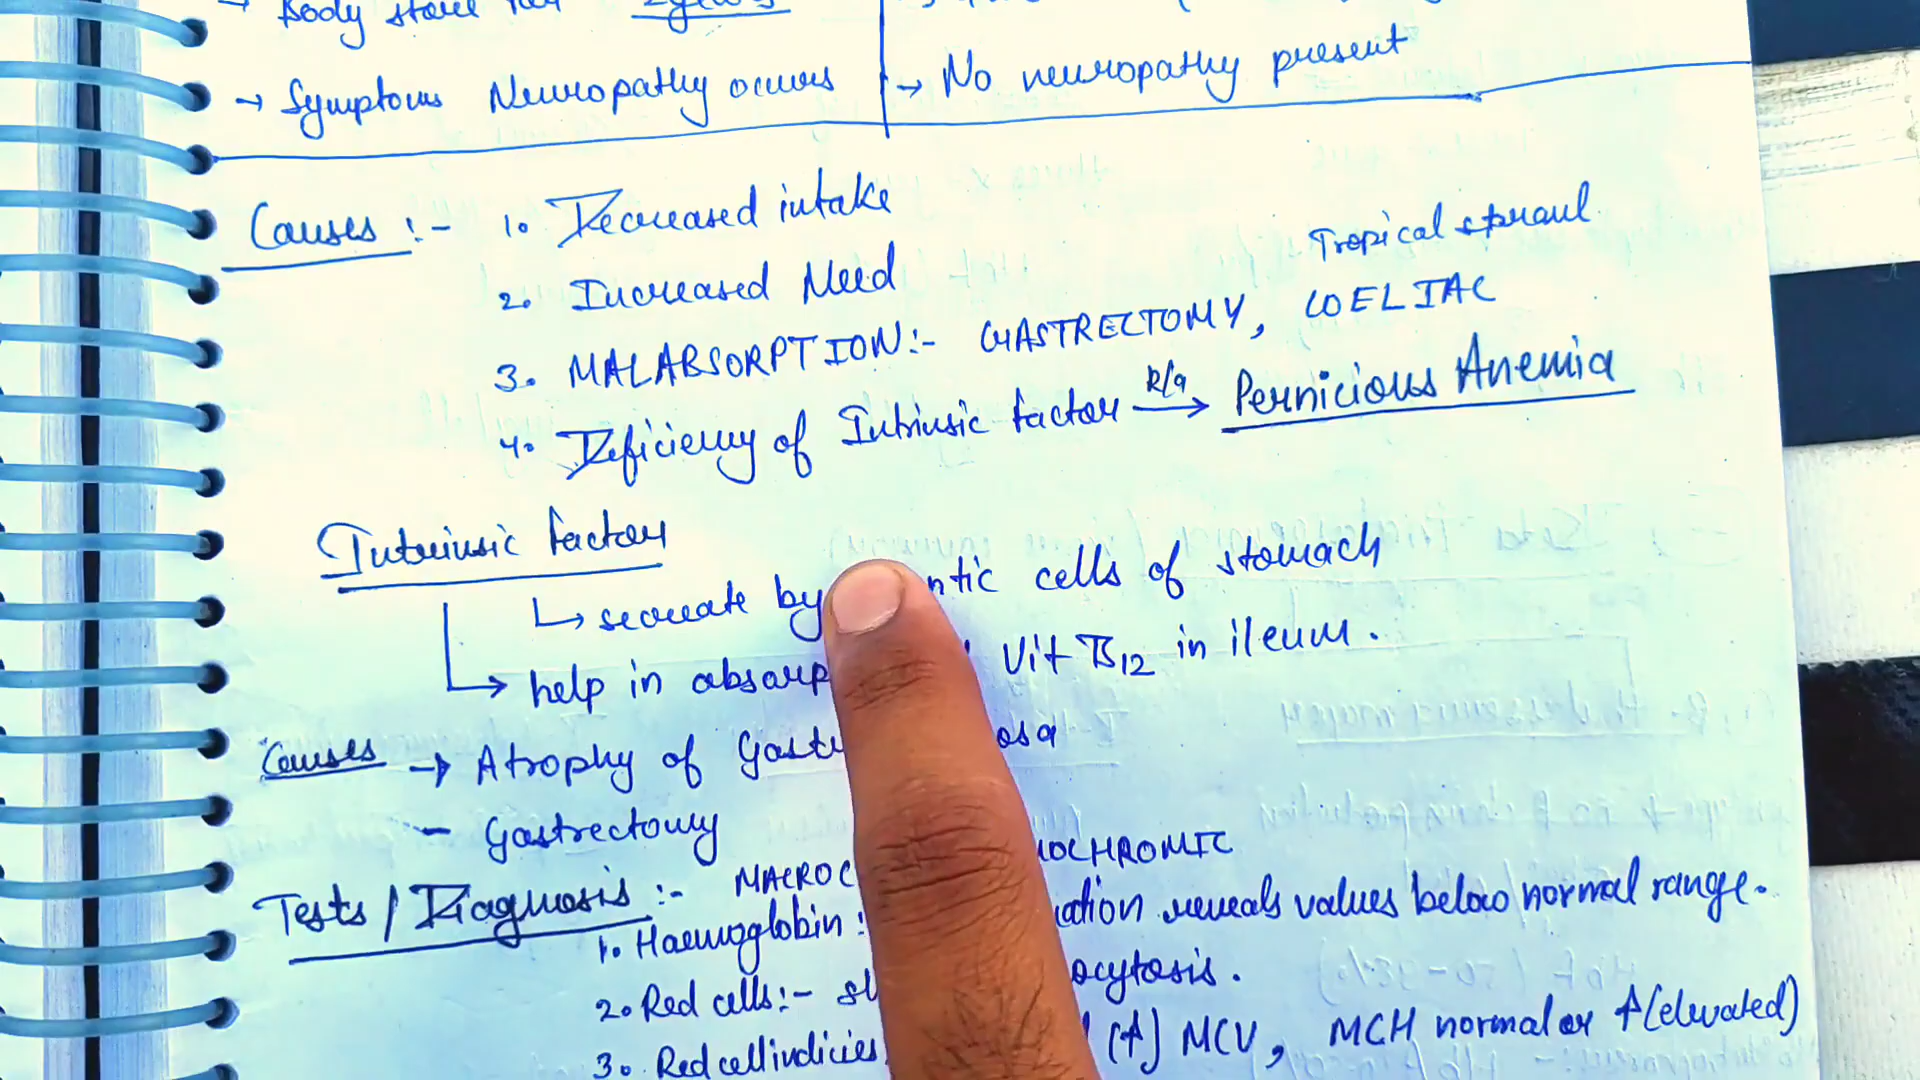 → Body store for
→ Symptoms Neuropathy occurs
→ No neuropathy present
Causes :- 1. Decreased intake
2. Increased Need
Tropical spraul
3. MALABSORPTION:- GASTRECTOMY, COELIAC
4. Deficiency of Intrinsic factor R/a → Pernicious Anemia
Intrinsic factor
↳ secreate by ntic cells of stomach
→ help in absorp Vit B12 in ileum.
Causes → Atrophy of Gast osa
- Gastrectomy
Tests / Diagnosis :- MACROC OCHROMIC
1. Haemoglobin : ation reveals values below normal range.
2. Red cells:- ocytosis.
3. Red cell indicies (↑) MCV, MCH normal or ↑(elevated)